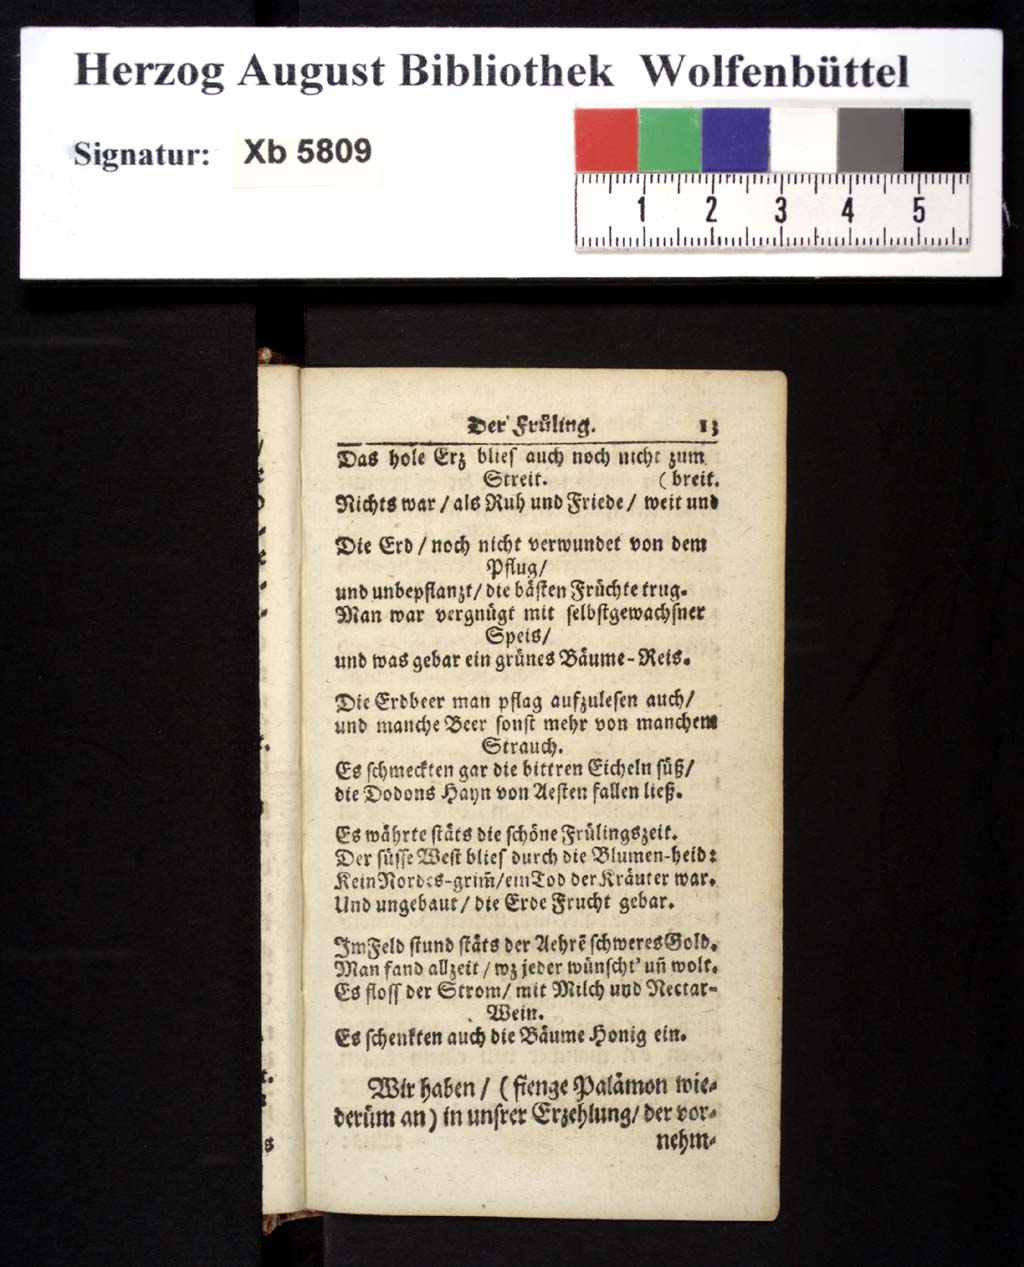 Herzog August Bibliothek Wolfenbüttel
Signatur: Xb 5809
1 2 3 4 5
Der Früling. 13
Das hole Erz blieſ auch noch nicht zum
Streit. (breit.
Nichts war / als Ruh und Friede / weit und
Die Erd / noch nicht verwundet von dem
Pflug /
und unbepflanzt / die bäſten Früchte trug.
Man war vergnügt mit ſelbſtgewachſner
Speis /
und was gebar ein grünes Bäume-Reis.
Die Erdbeer man pflag aufzuleſen auch /
und manche Beer ſonſt mehr von manchem
Strauch.
Es ſchmeckten gar die bittren Eicheln ſüß /
die Dodons Hayn von Aeſten fallen ließ.
Es währte ſtäts die ſchöne Frülingszeit.
Der ſüſſe Weſt blieſ durch die Blumen-heid:
Kein Nordes-grim̃ / ein Tod der Kräuter war.
Und ungebaut / die Erde Frucht gebar.
Im Feld ſtund ſtäts der Aehrẽ ſchweres Gold.
Man fand allzeit / wz jeder wünſcht' uñ wolt.
Es floſſ der Strom / mit Milch und Nectar-
Wein.
Es ſchenkten auch die Bäume Honig ein.
Wir haben / (fienge Palämon wie-
derüm an) in unſrer Erzehlung / der vor-
nehm-